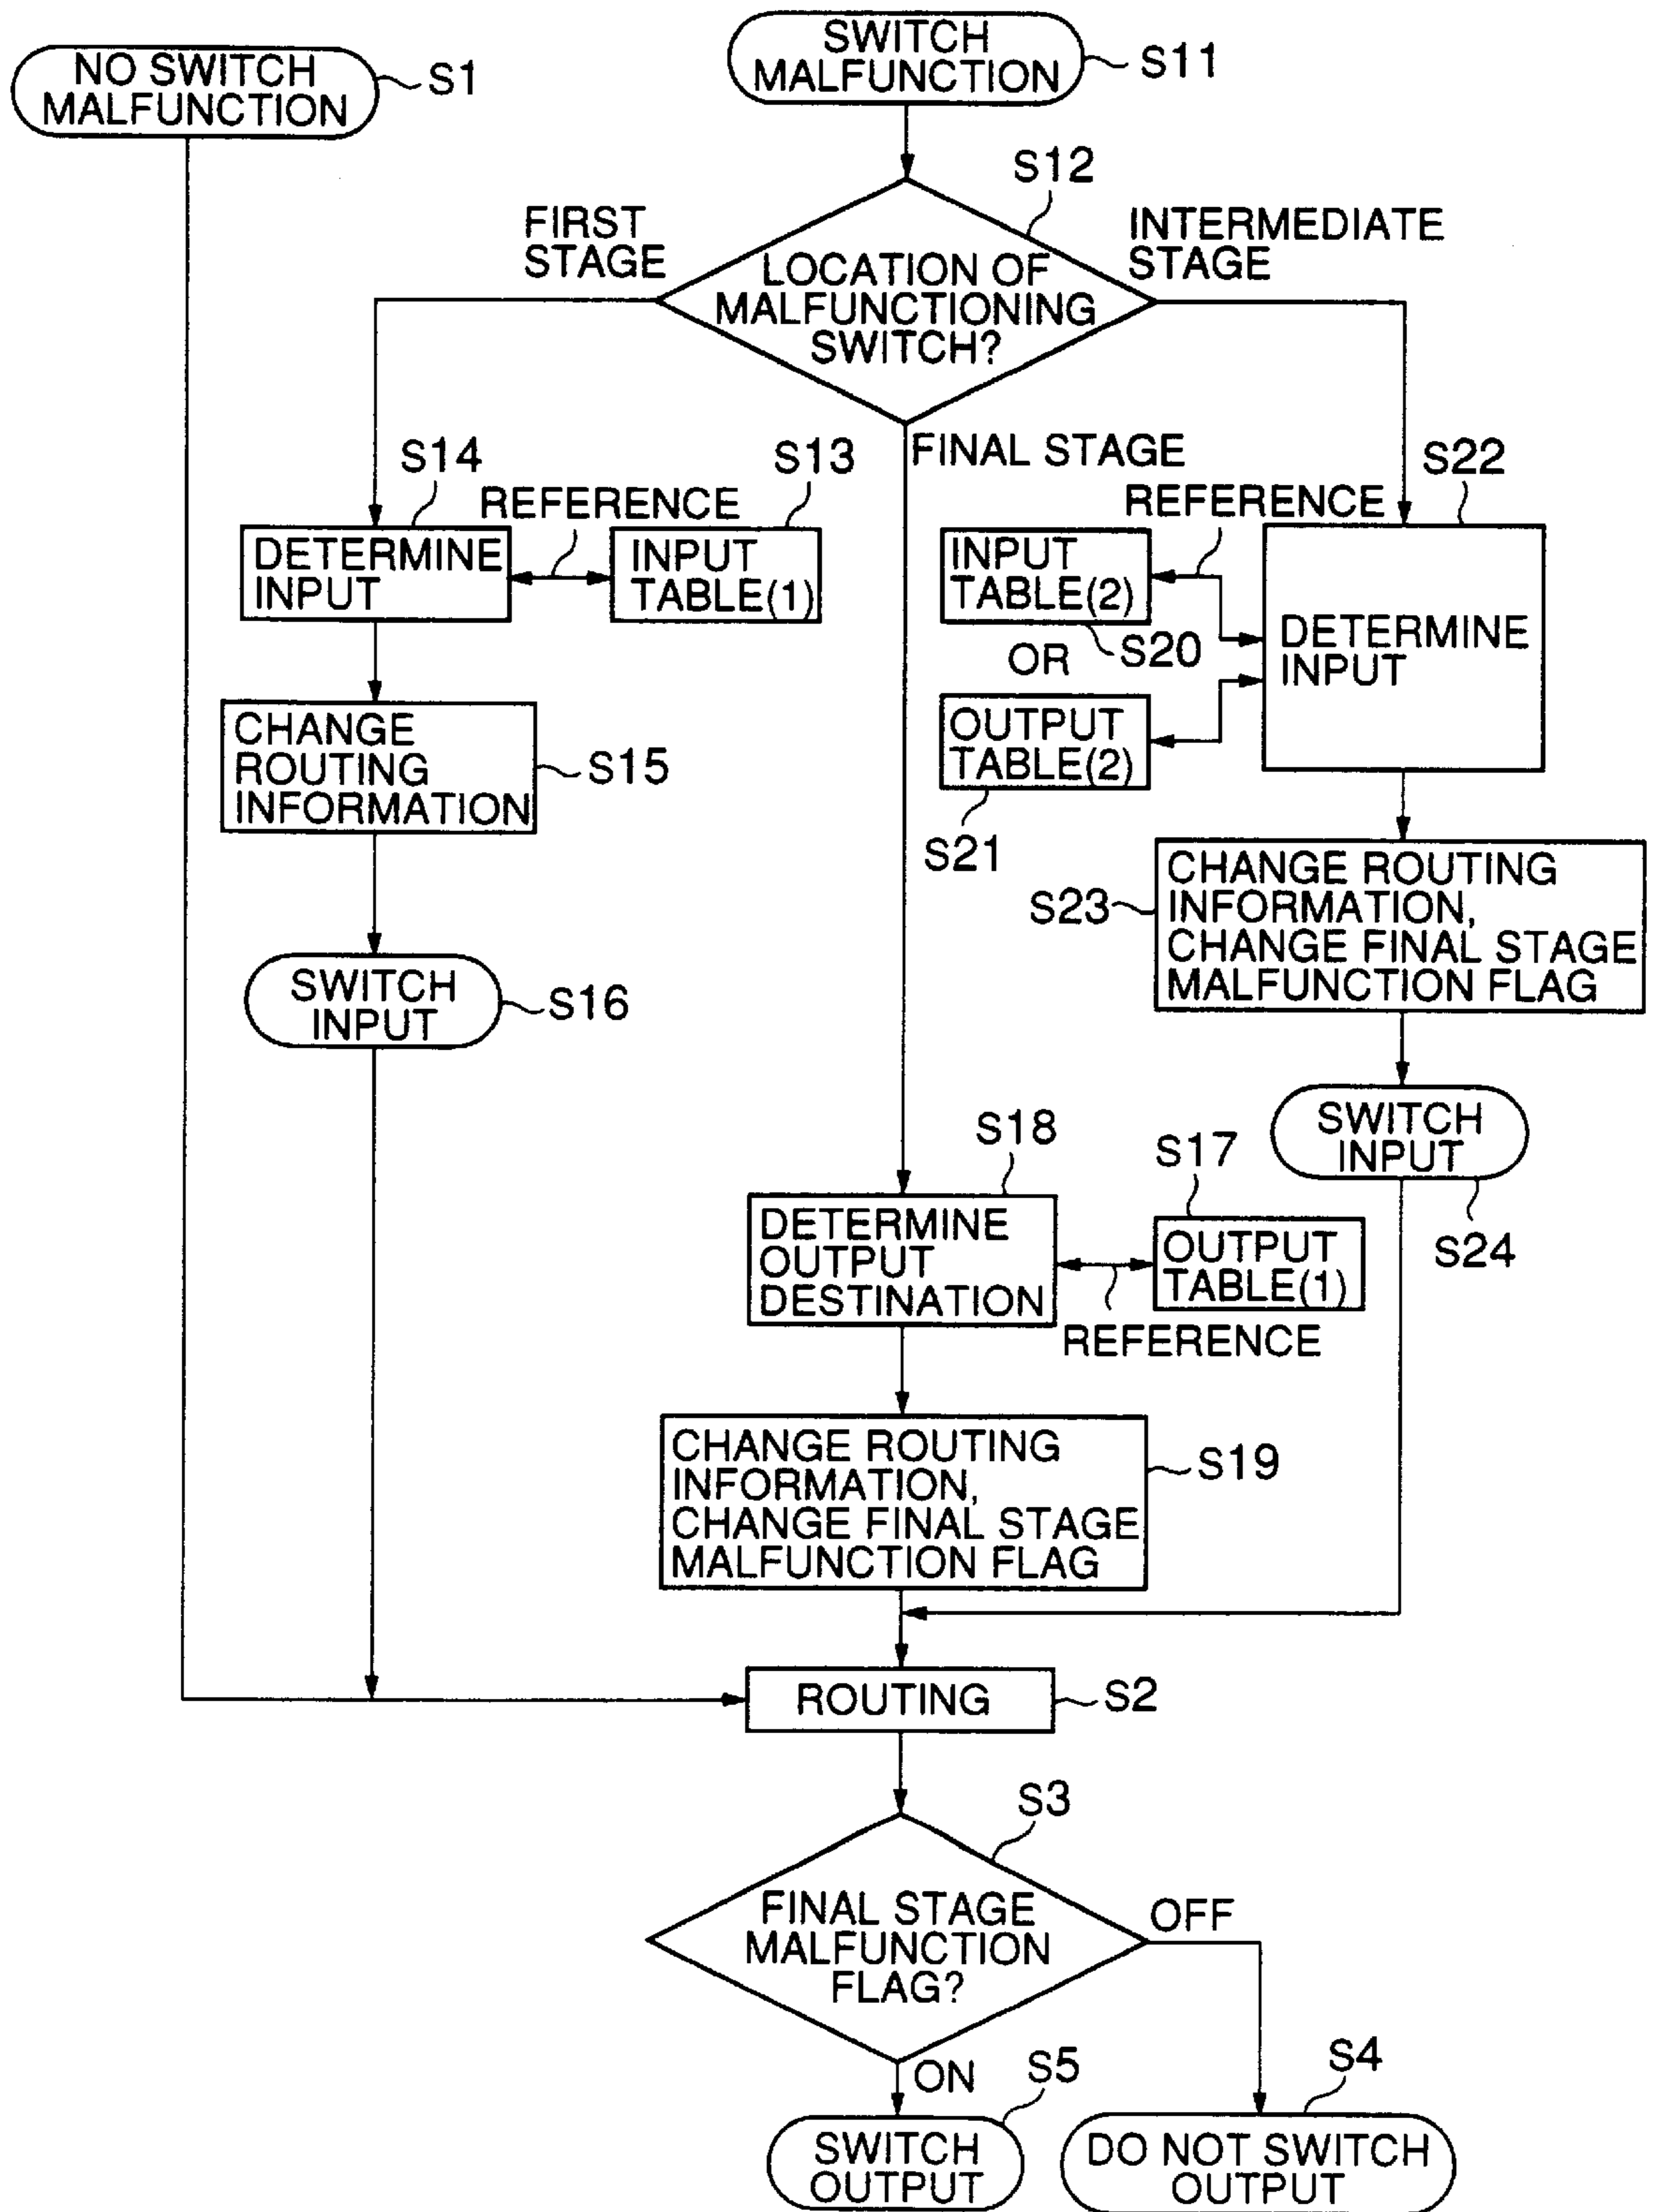 NO SWITCH
MALFUNCTION
S1
SWITCH
MALFUNCTION
S11
S12
FIRST
STAGE
INTERMEDIATE
STAGE
LOCATION OF
MALFUNCTIONING
SWITCH?
FINAL STAGE
S14
S13
REFERENCE
DETERMINE
INPUT
INPUT
TABLE(1)
S22
REFERENCE
INPUT
TABLE(2)
S20
OR
OUTPUT
TABLE(2)
S21
DETERMINE
INPUT
CHANGE
ROUTING
INFORMATION
S15
S23
CHANGE ROUTING
INFORMATION,
CHANGE FINAL STAGE
MALFUNCTION FLAG
SWITCH
INPUT
S16
SWITCH
INPUT
S24
S18
S17
DETERMINE
OUTPUT
DESTINATION
OUTPUT
TABLE(1)
REFERENCE
CHANGE ROUTING
INFORMATION,
CHANGE FINAL STAGE
MALFUNCTION FLAG
S19
ROUTING
S2
S3
FINAL STAGE
MALFUNCTION
FLAG?
OFF
ON
S5
S4
SWITCH
OUTPUT
DO NOT SWITCH
OUTPUT